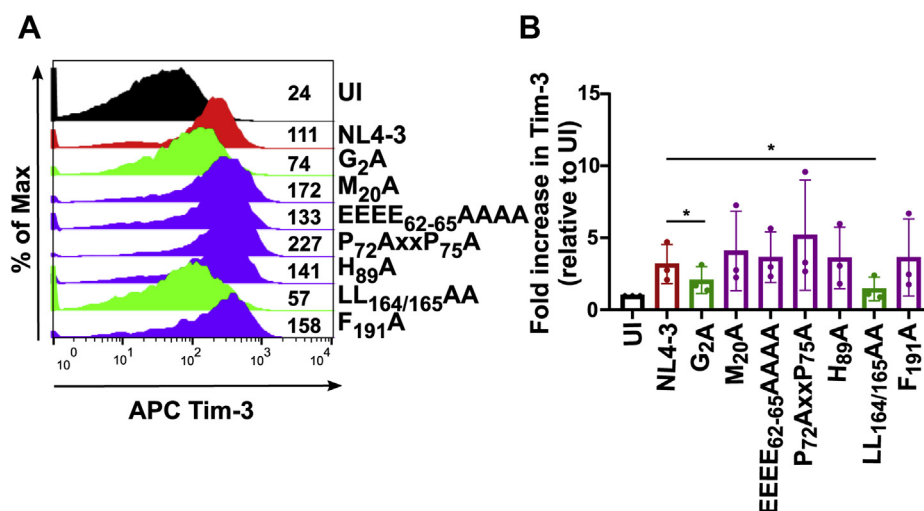 A
% of Max
24 UI
111 NL4-3
74 G2A
172 M20A
133 EEEE62-65AAAA
227 P72AxxP75A
141 H89A
57 LL164/165AA
158 F191A
10^0 10^1 10^2 10^3 10^4
APC Tim-3
B
Fold increase in Tim-3
(relative to UI)
15
10
5
0
*
*
UI
NL4-3
G2A
M20A
EEEE62-65AAAA
P72AxxP75A
H89A
LL164/165AA
F191A